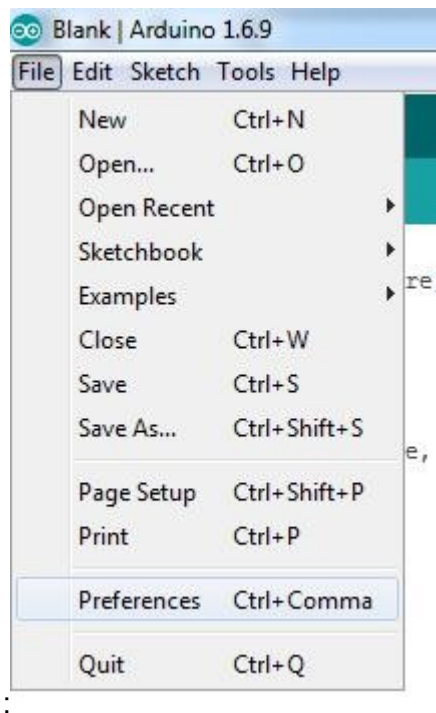 Blank | Arduino 1.6.9
File Edit Sketch Tools Help
New Ctrl+N
Open... Ctrl+O
Open Recent
Sketchbook
re,
Examples
Close Ctrl+W
Save Ctrl+S
Save As... Ctrl+Shift+S
e,
Page Setup Ctrl+Shift+P
Print Ctrl+P
Preferences Ctrl+Comma
Quit Ctrl+Q
: